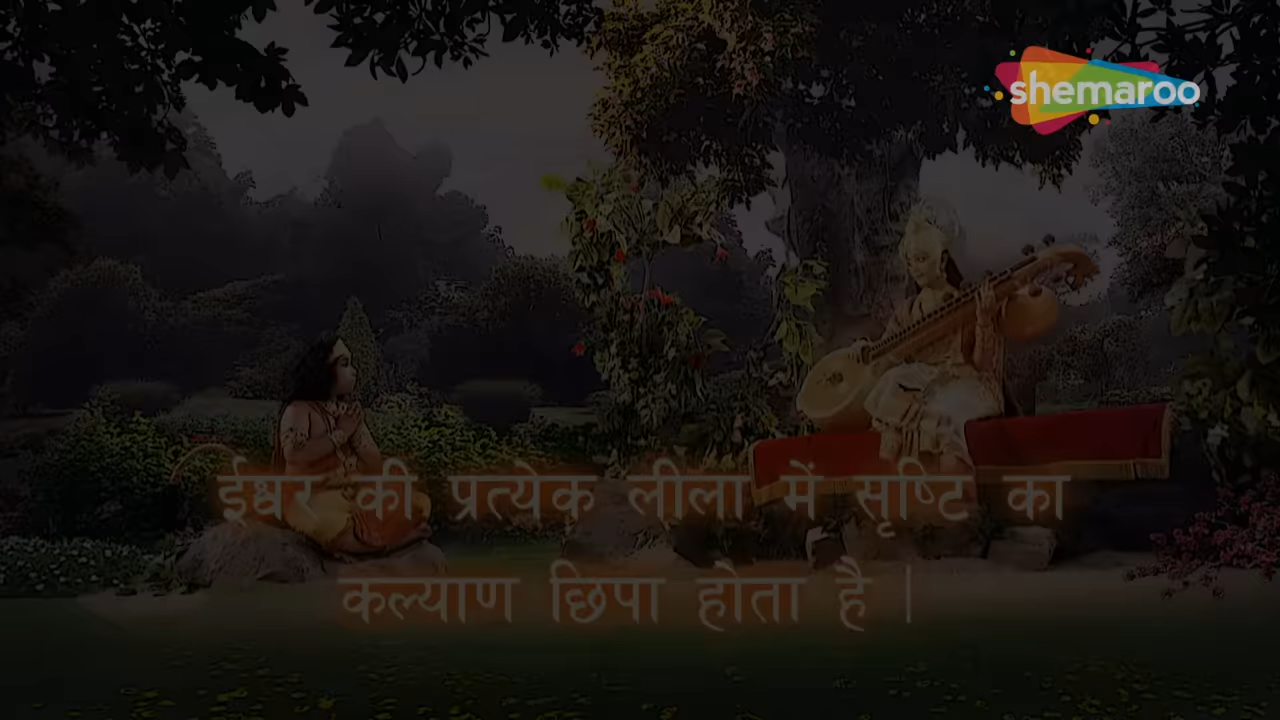 shemaroo
ईश्वर की प्रत्येक लीला में सृष्टि का
कल्याण छिपा होता है ।